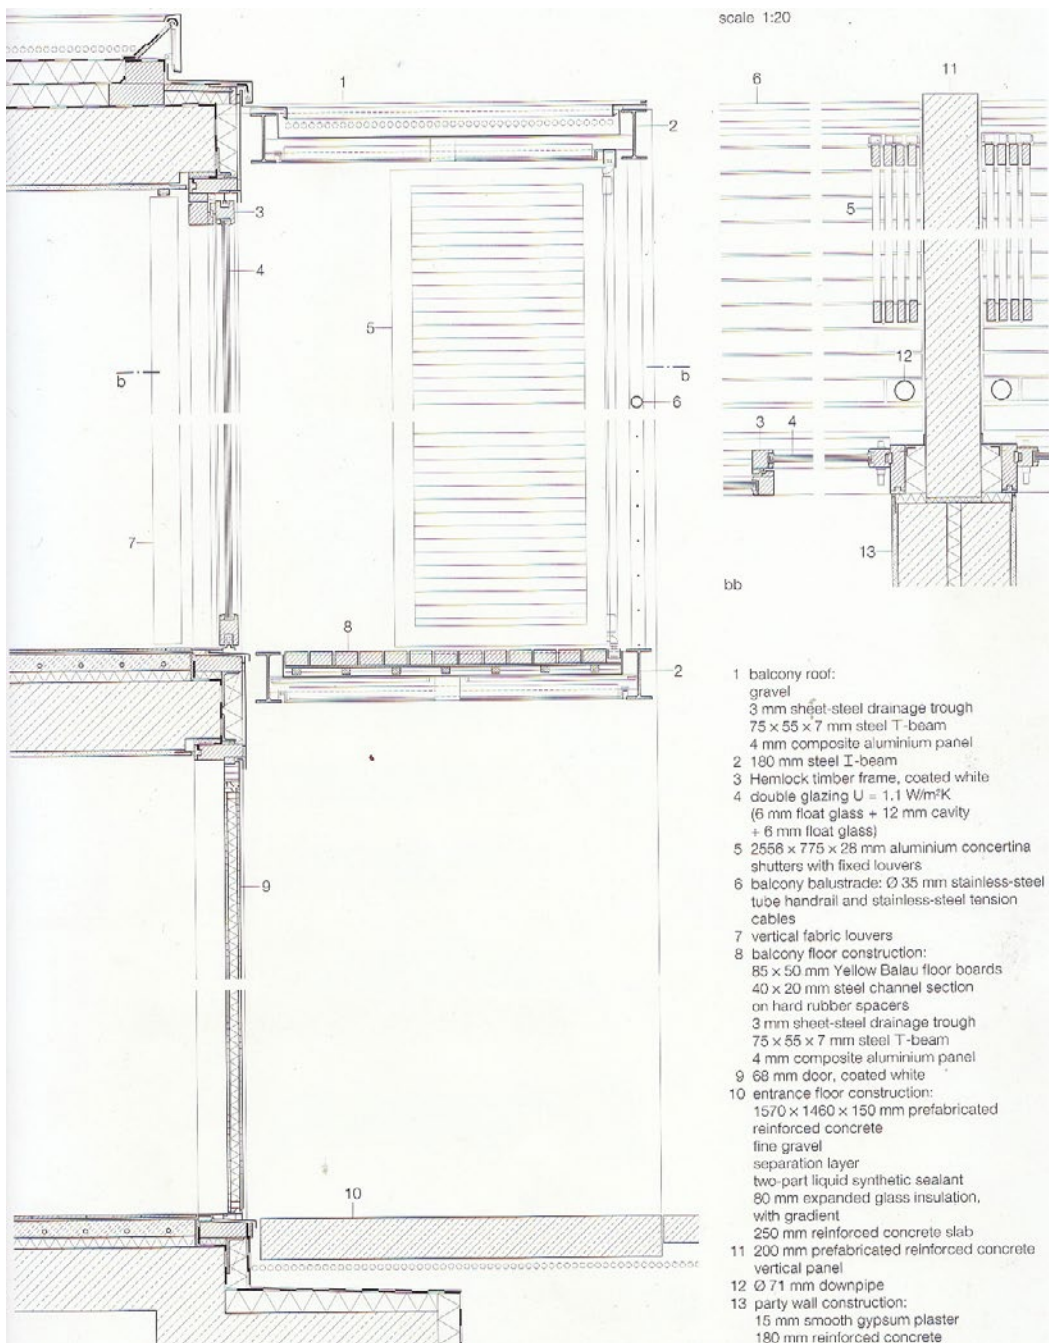 scale 1:20
1
2
3
4
5
b
b
6
7
8
2
9
10
6
11
5
12
3
4
13
bb
1 balcony roof:
gravel
3 mm sheet-steel drainage trough
75 × 55 × 7 mm steel T-beam
4 mm composite aluminium panel
2 180 mm steel I-beam
3 Hemlock timber frame, coated white
4 double glazing U = 1.1 W/m²K
(6 mm float glass + 12 mm cavity
+ 6 mm float glass)
5 2556 × 775 × 28 mm aluminium concertina
shutters with fixed louvers
6 balcony balustrade: Ø 35 mm stainless-steel
tube handrail and stainless-steel tension
cables
7 vertical fabric louvers
8 balcony floor construction:
85 × 50 mm Yellow Balau floor boards
40 × 20 mm steel channel section
on hard rubber spacers
3 mm sheet-steel drainage trough
75 × 55 × 7 mm steel T-beam
4 mm composite aluminium panel
9 68 mm door, coated white
10 entrance floor construction:
1570 × 1460 × 150 mm prefabricated
reinforced concrete
fine gravel
separation layer
two-part liquid synthetic sealant
80 mm expanded glass insulation,
with gradient
250 mm reinforced concrete slab
11 200 mm prefabricated reinforced concrete
vertical panel
12 Ø 71 mm downpipe
13 party wall construction:
15 mm smooth gypsum plaster
180 mm reinforced concrete